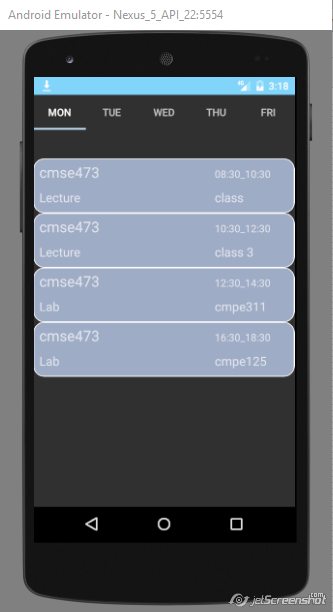 Android Emulator - Nexus_5_API_22:5554
4G 3:18
MON TUE WED THU FRI
cmse473 08:30_10:30
Lecture class
cmse473 10:30_12:30
Lecture class 3
cmse473 12:30_14:30
Lab cmpe311
cmse473 16:30_18:30
Lab cmpe125
jetScreenshot.com